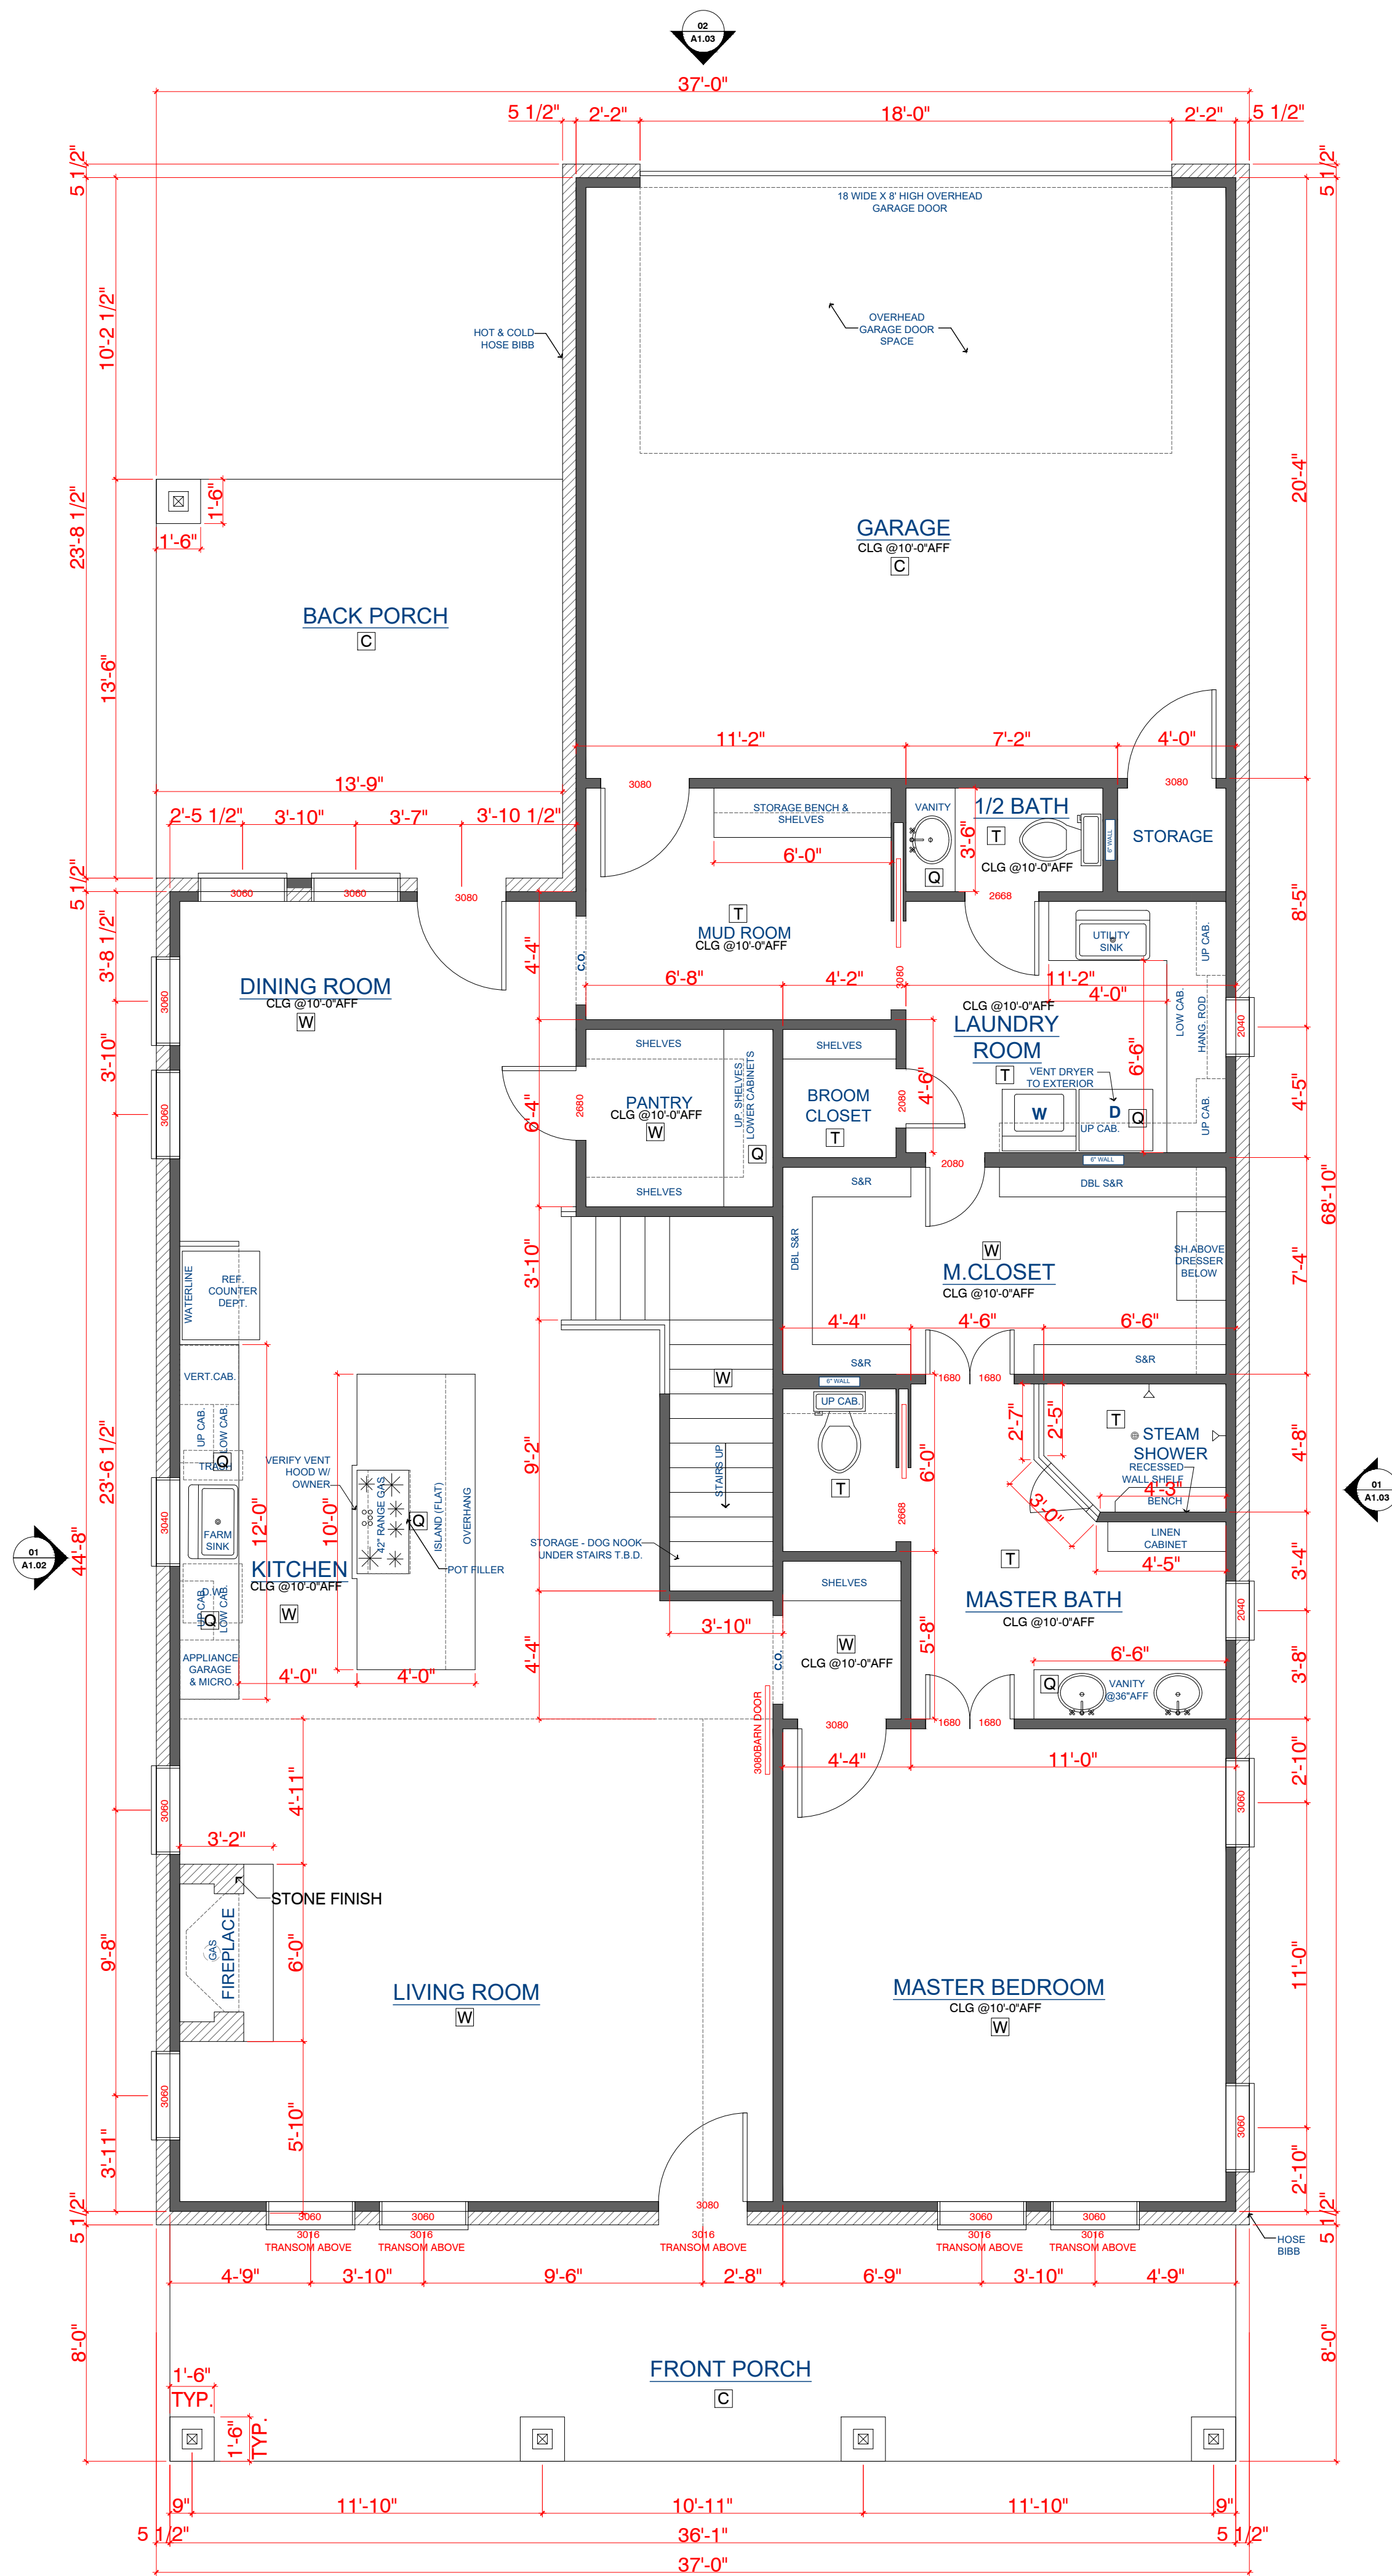 02
A1.03
37'-0"
5 1/2"
2'-2"
18'-0"
2'-2"
5 1/2"
5 1/2"
5 1/2"
18 WIDE X 8' HIGH OVERHEAD
GARAGE DOOR
10'-2 1/2"
HOT & COLD
HOSE BIBB
OVERHEAD
GARAGE DOOR
SPACE
20'-4"
23'-8 1/2"
1'-6"
1'-6"
GARAGE
CLG @10'-0"AFF
C
BACK PORCH
C
13'-6"
11'-2"
7'-2"
4'-0"
13'-9"
3080
3080
2'-5 1/2"
3'-10"
3'-7"
3'-10 1/2"
STORAGE BENCH &
SHELVES
VANITY
1/2 BATH
T
3'-6"
6" WALL
STORAGE
6'-0"
CLG @10'-0"AFF
Q
8'-5"
5 1/2"
3060
3060
3080
2668
3'-8 1/2"
T
MUD ROOM
CLG @10'-0"AFF
UTILITY
SINK
UP CAB.
4'-4"
C.O.
DINING ROOM
CLG @10'-0"AFF
W
3060
6'-8"
4'-2"
3080
11'-2"
4'-0"
CLG @10'-0"AFF
LAUNDRY
ROOM
T
LOW CAB.
HANG. ROD
2040
3'-10"
SHELVES
SHELVES
6'-6"
VENT DRYER
TO EXTERIOR
4'-5"
3060
6'-4"
2680
PANTRY
CLG @10'-0"AFF
W
UP. SHELVES
LOWER CABINETS
Q
BROOM
CLOSET
T
2080
4'-6"
W
D
Q
UP CAB.
UP CAB.
68'-10"
2080
6" WALL
SHELVES
S&R
DBL S&R
3'-10"
DBL S&R
W
M.CLOSET
CLG @10'-0"AFF
SH.ABOVE
DRESSER
BELOW
7'-4"
WATERLINE
REF.
COUNTER
DEPT.
4'-4"
4'-6"
6'-6"
S&R
S&R
VERT.CAB.
W
6" WALL
1680
1680
UP CAB.
2'-7"
2'-5"
T
STEAM
SHOWER
4'-8"
UP CAB.
LOW CAB.
Q
TRASH
VERIFY VENT
HOOD W/
OWNER
42" RANGE GAS
Q
ISLAND (FLAT)
OVERHANG
9'-2"
STAIRS UP
6'-0"
T
RECESSED
WALL SHELF
4'-3"
BENCH
3'-0"
01
A1.03
23'-6 1/2"
3040
FARM
SINK
12'-0"
10'-0"
2668
LINEN
CABINET
4'-5"
3'-4"
01
A1.02
44'-8"
STORAGE - DOG NOOK
UNDER STAIRS T.B.D.
KITCHEN
CLG @10'-0"AFF
W
POT FILLER
T
D.W.
UP CAB.
LOW CAB.
Q
SHELVES
MASTER BATH
CLG @10'-0"AFF
2040
3'-10"
5'-8"
4'-4"
W
CLG @10'-0"AFF
C.O.
6'-6"
3'-8"
APPLIANCE
GARAGE
& MICRO.
4'-0"
4'-0"
Q
VANITY
@36"AFF
3080BARN DOOR
3080
1680
1680
4'-4"
11'-0"
2'-10"
3060
4'-11"
3060
3'-2"
STONE FINISH
9'-8"
GAS
FIREPLACE
6'-0"
11'-0"
LIVING ROOM
W
MASTER BEDROOM
CLG @10'-0"AFF
W
3060
5'-10"
3060
3'-11"
2'-10"
5 1/2"
3060
3060
3080
3060
3060
5 1/2"
3016
TRANSOM ABOVE
3016
TRANSOM ABOVE
3016
TRANSOM ABOVE
3016
TRANSOM ABOVE
3016
TRANSOM ABOVE
HOSE
BIBB
4'-9"
3'-10"
9'-6"
2'-8"
6'-9"
3'-10"
4'-9"
8'-0"
8'-0"
FRONT PORCH
C
1'-6"
TYP.
1'-6"
TYP.
9"
11'-10"
10'-11"
11'-10"
9"
5 1/2"
36'-1"
5 1/2"
37'-0"